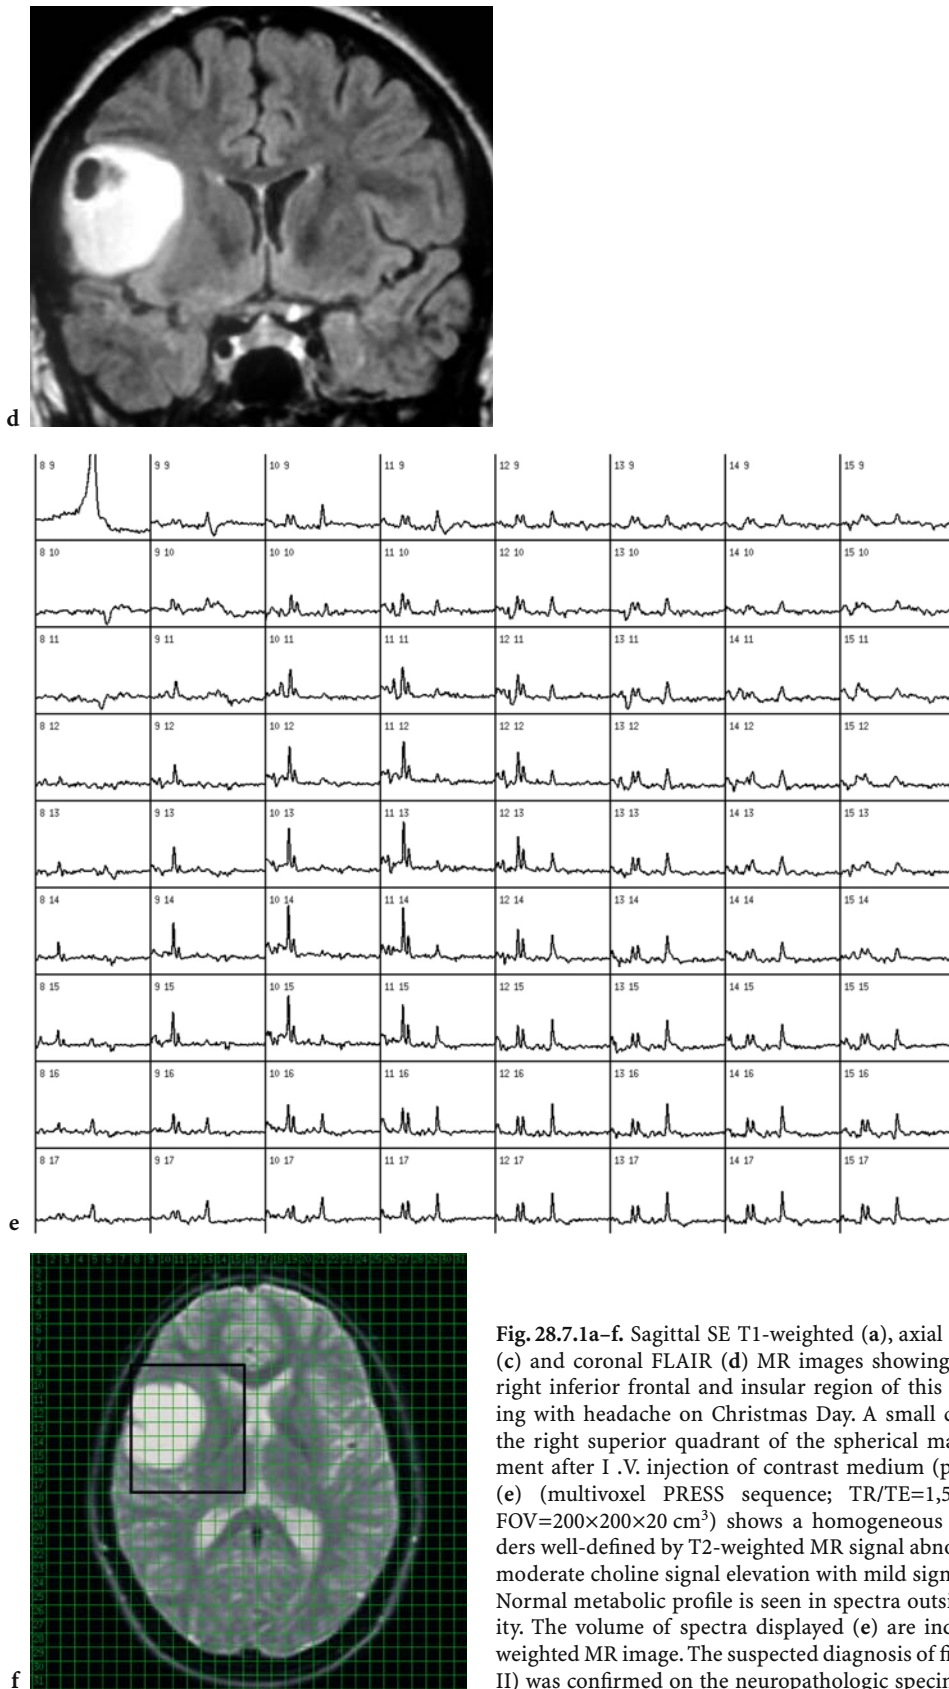 d
8 9 9 9 10 9 11 9 12 9 13 9 14 9 15 9
8 10 9 10 10 10 11 10 12 10 13 10 14 10 15 10
8 11 9 11 10 11 11 11 12 11 13 11 14 11 15 11
8 12 9 12 10 12 11 12 12 12 13 12 14 12 15 12
8 13 9 13 10 13 11 13 12 13 13 13 14 13 15 13
8 14 9 14 10 14 11 14 12 14 13 14 14 14 15 14
8 15 9 15 10 15 11 15 12 15 13 15 14 15 15 15
8 16 9 16 10 16 11 16 12 16 13 16 14 16 15 16
8 17 9 17 10 17 11 17 12 17 13 17 14 17 15 17
e
f
Fig. 28.7.1a–f. Sagittal SE T1-weighted (a), axial
(c) and coronal FLAIR (d) MR images showing
right inferior frontal and insular region of this
ing with headache on Christmas Day. A small c
the right superior quadrant of the spherical ma
ment after I .V. injection of contrast medium (p
(e) (multivoxel PRESS sequence; TR/TE=1,5
FOV=200×200×20 cm³) shows a homogeneous
ders well-defined by T2-weighted MR signal abno
moderate choline signal elevation with mild sign
Normal metabolic profile is seen in spectra outsi
ity. The volume of spectra displayed (e) are inc
weighted MR image. The suspected diagnosis of fi
II) was confirmed on the neuropathologic specin